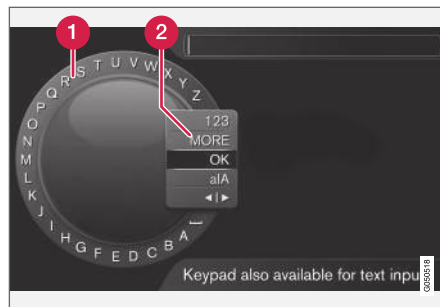 1
2
A B C D E F G H I J K L M N O P Q R S T U V W X Y Z
123
MORE
OK
a|A
◄|►
Keypad also available for text inpu
G050518